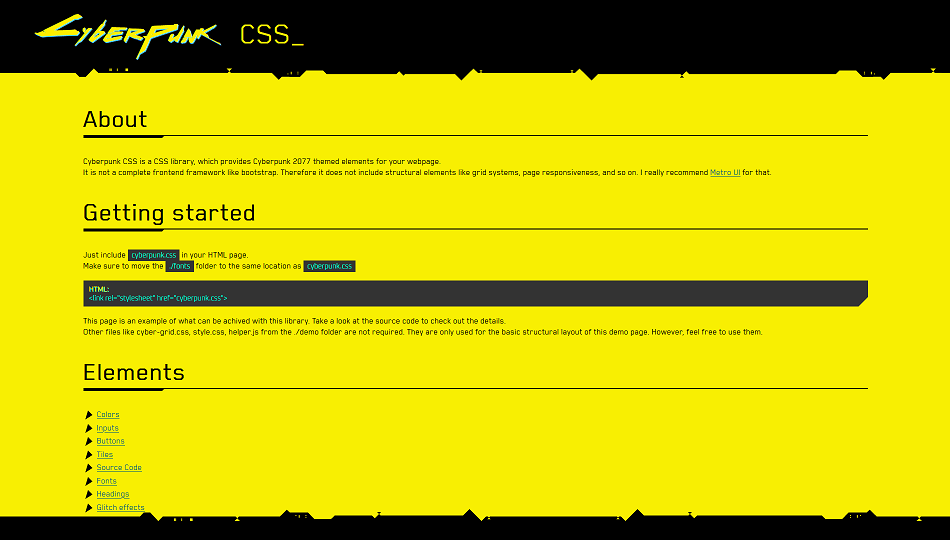 Cyberpunk CSS_
About
Cyberpunk CSS is a CSS library, which provides Cyberpunk 2077 themed elements for your webpage.
It is not a complete frontend framework like bootstrap. Therefore it does not include structural elements like grid systems, page responsiveness, and so on. I really recommend Metro UI for that.
Getting started
Just include cyberpunk.css in your HTML page.
Make sure to move the ./fonts folder to the same location as cyberpunk.css
HTML:
<link rel="stylesheet" href="cyberpunk.css">
This page is an example of what can be achived with this library. Take a look at the source code to check out the details.
Other files like cyber-grid.css, style.css, helper.js from the ./demo folder are not required. They are only used for the basic structural layout of this demo page. However, feel free to use them.
Elements
Colors
Inputs
Buttons
Tiles
Source Code
Fonts
Headings
Glitch effects